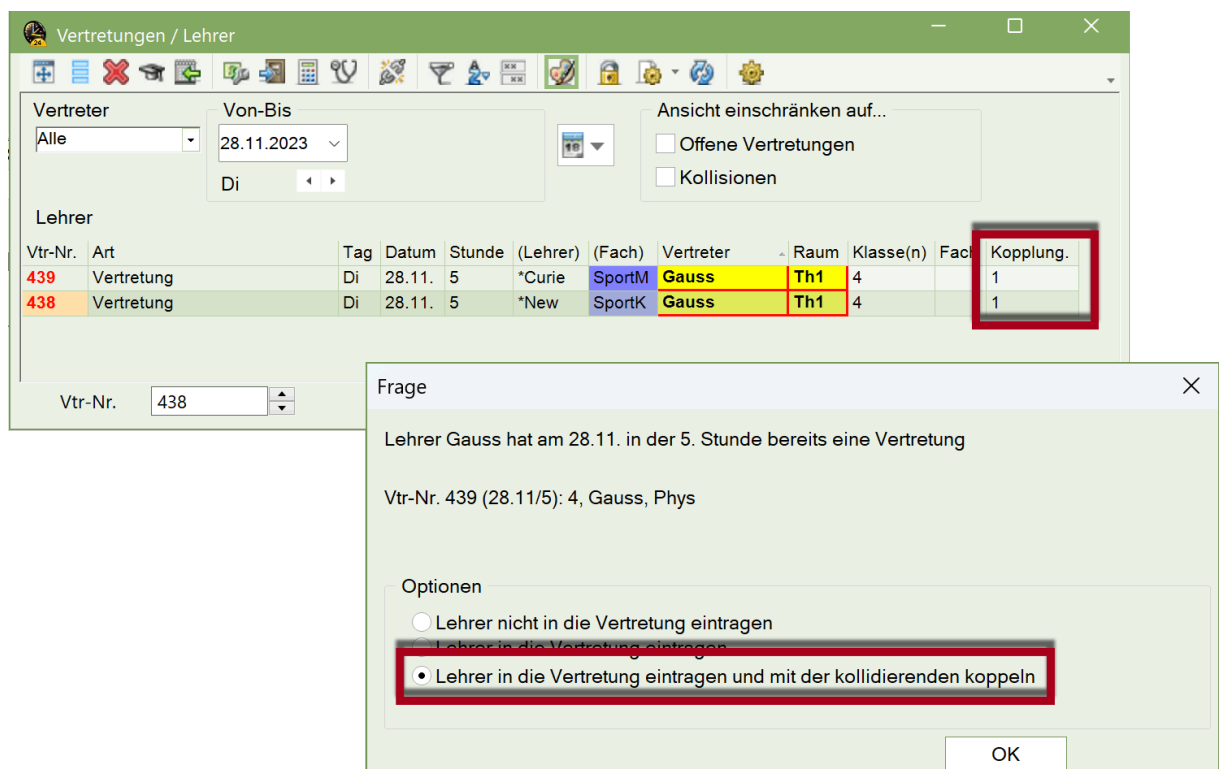 Vertretungen / Lehrer
Vertreter
Von-Bis
Ansicht einschränken auf...
Alle
28.11.2023
18
Offene Vertretungen
Di
Kollisionen
Lehrer
Vtr-Nr. Art Tag Datum Stunde (Lehrer) (Fach) Vertreter Raum Klasse(n) Fach Kopplung.
439 Vertretung Di 28.11. 5 *Curie SportM Gauss Th1 4 1
438 Vertretung Di 28.11. 5 *New SportK Gauss Th1 4 1
Vtr-Nr. 438
Frage
Lehrer Gauss hat am 28.11. in der 5. Stunde bereits eine Vertretung
Vtr-Nr. 439 (28.11/5): 4, Gauss, Phys
Optionen
Lehrer nicht in die Vertretung eintragen
Lehrer in die Vertretung eintragen
Lehrer in die Vertretung eintragen und mit der kollidierenden koppeln
OK